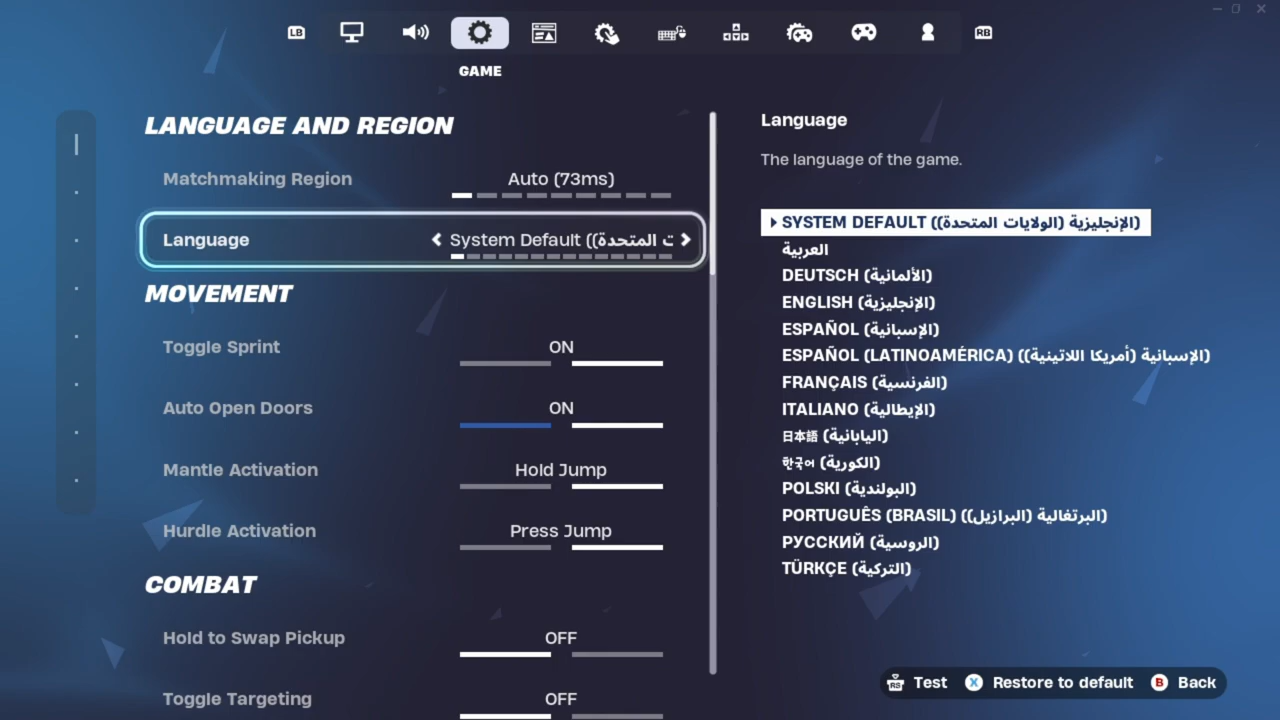 LB
RB
GAME
LANGUAGE AND REGION
Matchmaking Region
Auto (73ms)
Language
System Default ((ت المتحدة
MOVEMENT
Toggle Sprint
ON
Auto Open Doors
ON
Mantle Activation
Hold Jump
Hurdle Activation
Press Jump
COMBAT
Hold to Swap Pickup
OFF
Toggle Targeting
OFF
Language
The language of the game.
SYSTEM DEFAULT (الإنجليزية (الولايات المتحدة))
العربية
DEUTSCH (الألمانية)
ENGLISH (الإنجليزية)
ESPAÑOL (الإسبانية)
ESPAÑOL (LATINOAMÉRICA) (الإسبانية (أمريكا اللاتينية))
FRANÇAIS (الفرنسية)
ITALIANO (الإيطالية)
日本語 (اليابانية)
한국어 (الكورية)
POLSKI (البولندية)
PORTUGUÊS (BRASIL) (البرتغالية (البرازيل))
РУССКИЙ (الروسية)
TÜRKÇE (التركية)
RS Test
X Restore to default
B Back